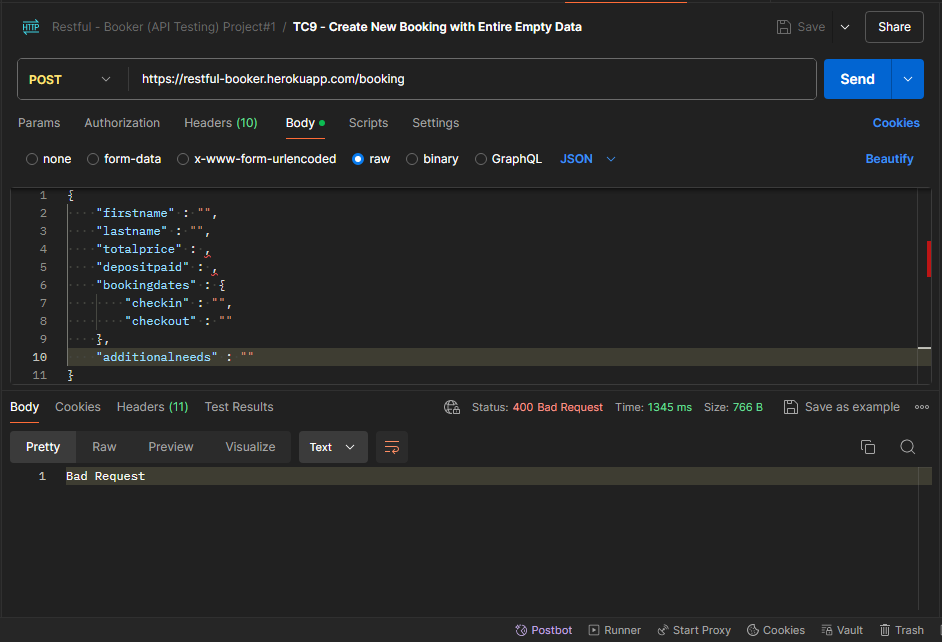 HTTP Restful - Booker (API Testing) Project#1 / TC9 - Create New Booking with Entire Empty Data Save Share
POST https://restful-booker.herokuapp.com/booking Send
Params Authorization Headers (10) Body Scripts Settings Cookies
none form-data x-www-form-urlencoded raw binary GraphQL JSON Beautify
1 {
2 "firstname" : "",
3 "lastname" : "",
4 "totalprice" : ,
5 "depositpaid" : ,
6 "bookingdates" : {
7 "checkin" : "",
8 "checkout" : ""
9 },
10 "additionalneeds" : ""
11 }
Body Cookies Headers (11) Test Results Status: 400 Bad Request Time: 1345 ms Size: 766 B Save as example
Pretty Raw Preview Visualize Text
1 Bad Request
Postbot Runner Start Proxy Cookies Vault Trash